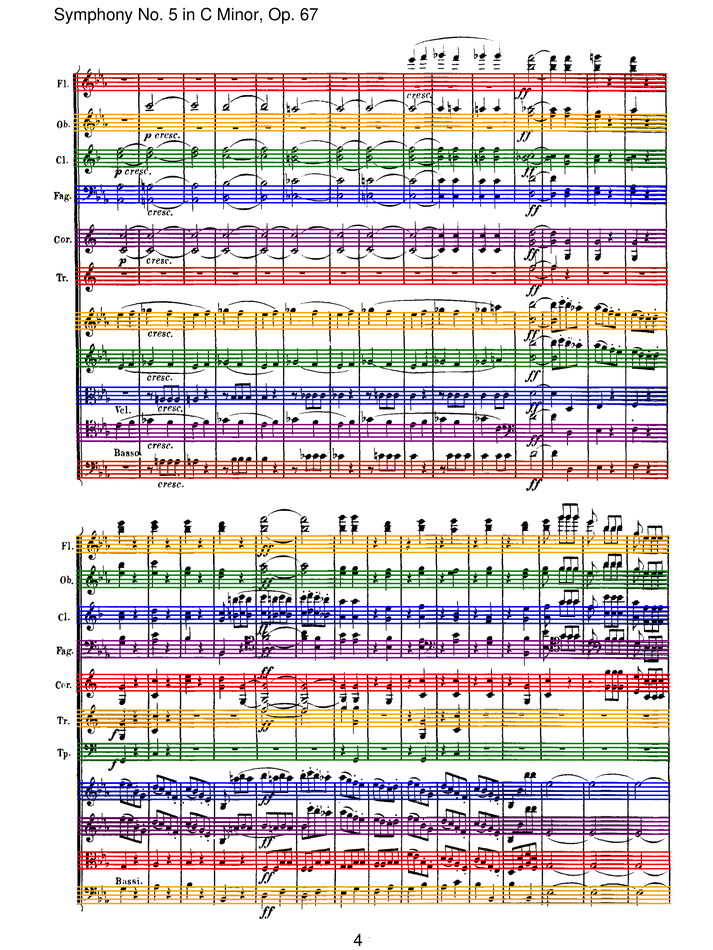 Symphony No. 5 in C Minor, Op. 67
Fl.
cresc.
ff
Ob.
p cresc.
ff
Cl.
p cresc.
ff
Fag.
cresc.
ff
Cor.
p cresc.
ff
Tr.
ff
cresc.
ff
cresc.
ff
Vcl.
cresc.
ff
cresc.
ff
Basso
cresc.
ff
Fl.
ff
Ob.
ff
Cl.
Fag.
ff
Cor.
ff
Tr.
f
Tp.
f
ff
ff
ff
Bassi.
ff
4